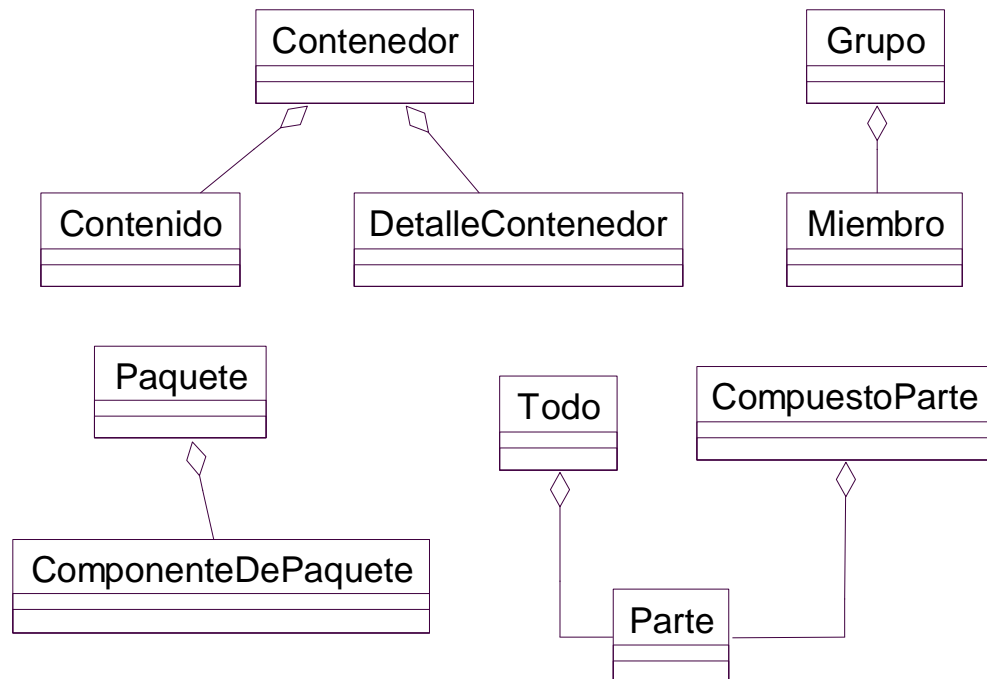 Contenedor
Grupo
Contenido
DetalleContenedor
Miembro
Paquete
Todo
CompuestoParte
ComponenteDePaquete
Parte